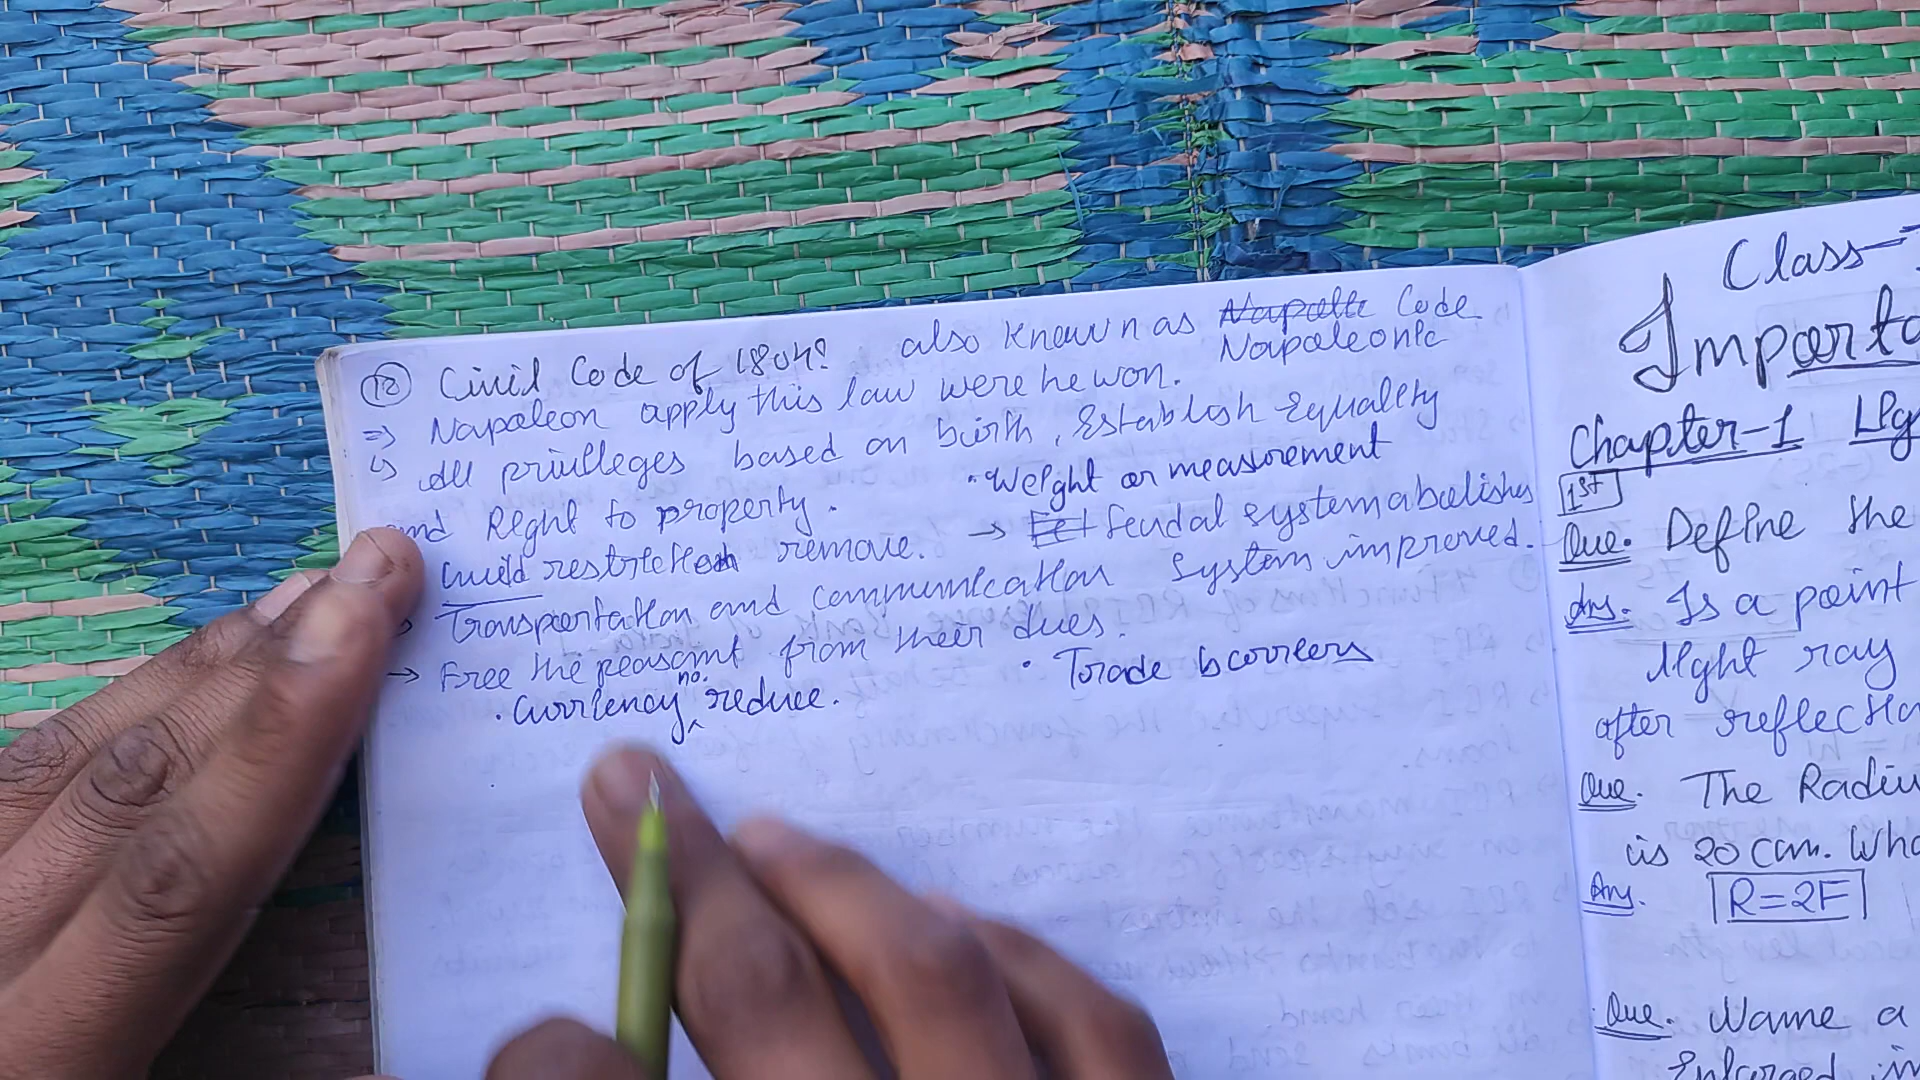 (12) Civil Code of 1804? also known as Napolte Code
Napoleonic
=> Napoleon apply this law were he won.
↳ All privileges based on birth, Establish Equality
and Right to property. • Weight or measurement
Guild restriction remove. → Fet feudal system abolishes
Transportation and communication system improved.
→ Free the peasant from their dues.
• Currency no. reduce. • Trade barriers
Class-
Importa
Chapter-1 Lig
1st
Que. Define the
Ans. Is a point
light ray
after reflectio
Que. The Radiu
is 20 cm. Wha
Ans. R=2F
Que. Name a
Enlarged im